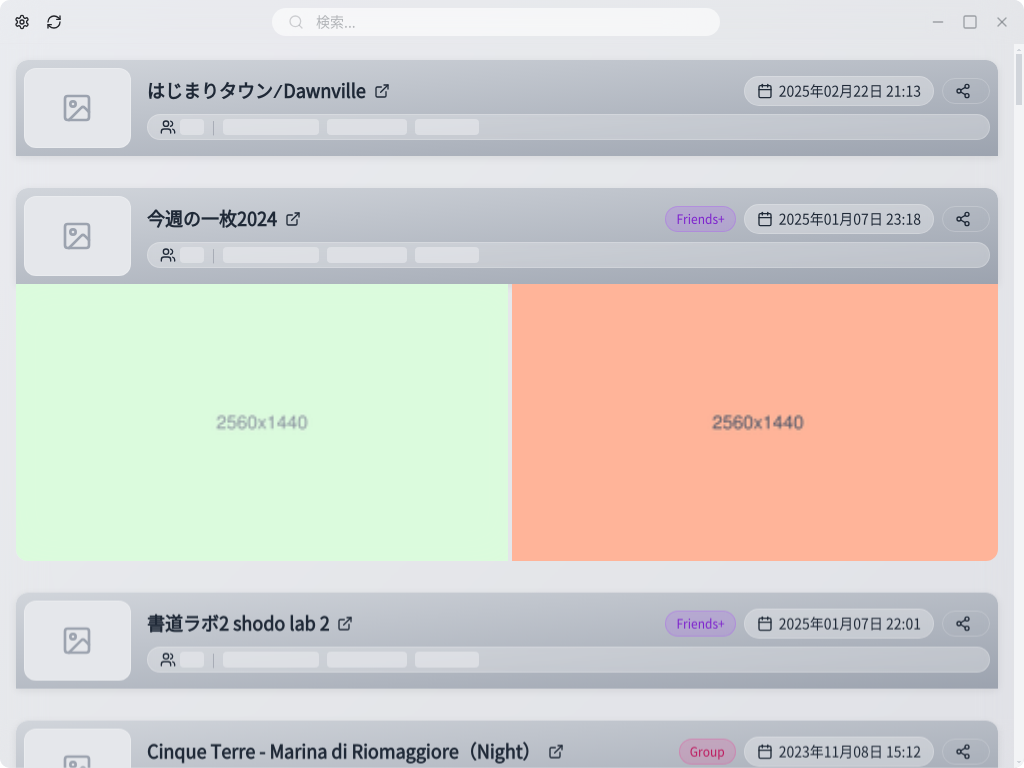 検索...
はじまりタウン/Dawnville
2025年02月22日 21:13
今週の一枚2024
Friends+
2025年01月07日 23:18
2560x1440
2560x1440
書道ラボ2 shodo lab 2
Friends+
2025年01月07日 22:01
Cinque Terre - Marina di Riomaggiore（Night）
Group
2023年11月08日 15:12